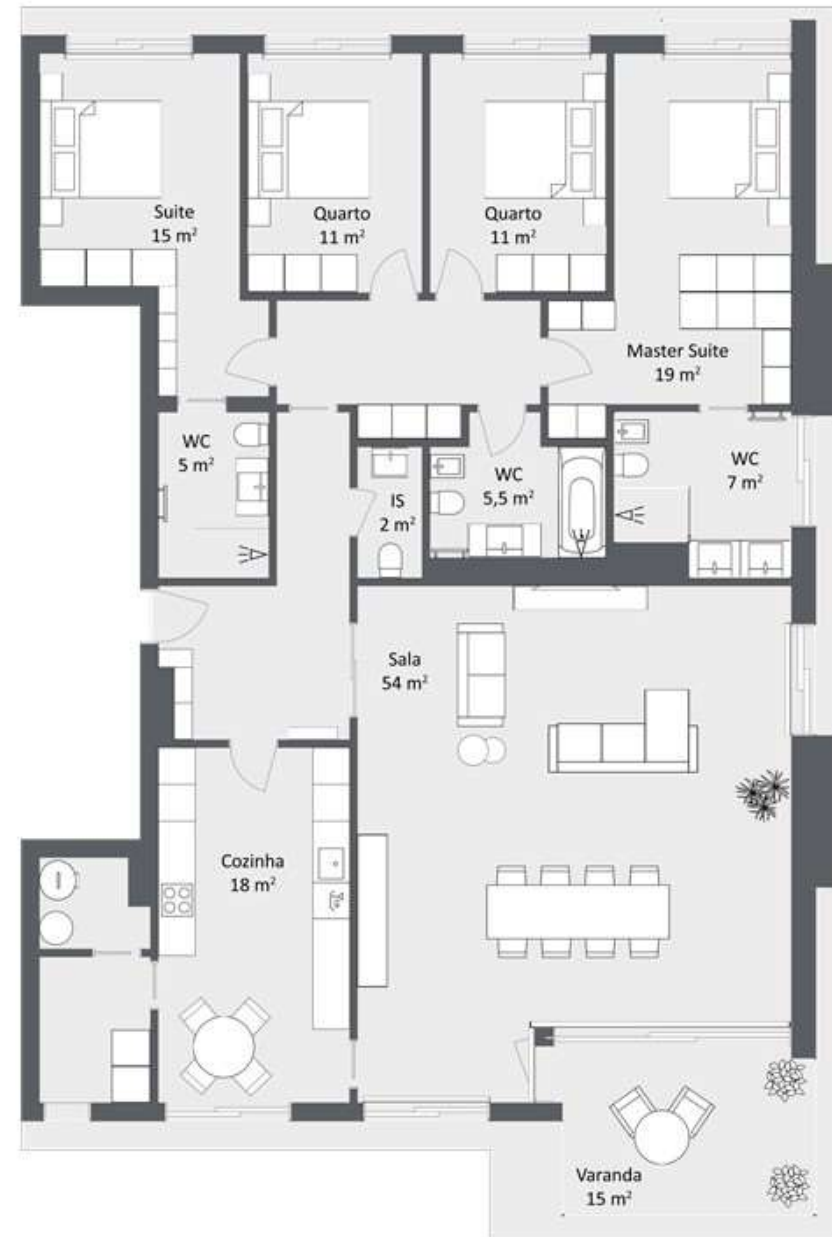 Suite
15 m²
Quarto
11 m²
Quarto
11 m²
Master Suite
19 m²
WC
5 m²
IS
2 m²
WC
5,5 m²
WC
7 m²
Sala
54 m²
Cozinha
18 m²
Varanda
15 m²